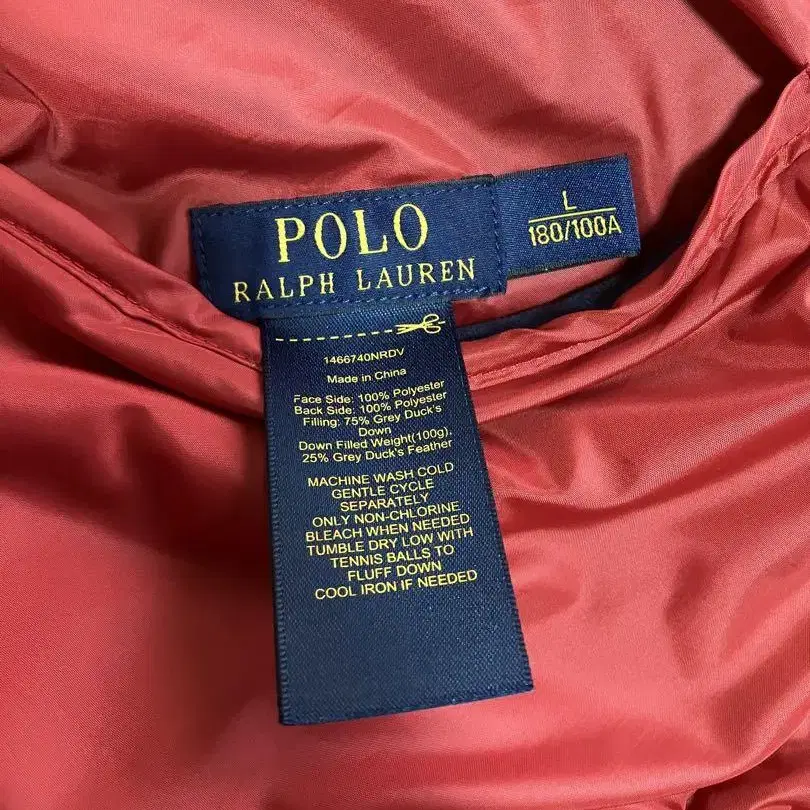 POLO
RALPH LAUREN
L
180/100A
1466740NRDV
Made in China
Face Side: 100% Polyester
Back Side: 100% Polyester
Filling: 75% Grey Duck's
Down
Down Filled Weight(100g),
25% Grey Duck's Feather
MACHINE WASH COLD
GENTLE CYCLE
SEPARATELY
ONLY NON-CHLORINE
BLEACH WHEN NEEDED
TUMBLE DRY LOW WITH
TENNIS BALLS TO
FLUFF DOWN
COOL IRON IF NEEDED